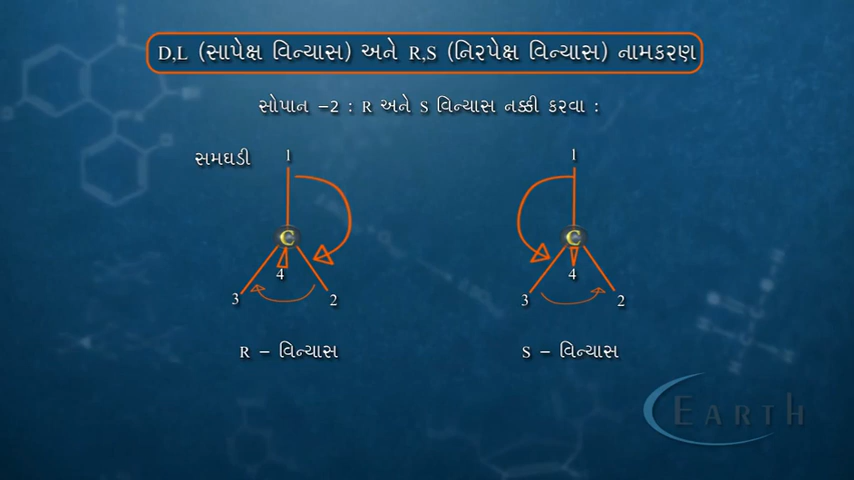 D,L (સાપેક્ષ વિન્યાસ) અને R,S (નિરપેક્ષ વિન્યાસ) નામકરણ
સોપાન –2 : R અને S વિન્યાસ નક્કી કરવા :
સમઘડી
1
1
C
C
4
4
3
2
3
2
R – વિન્યાસ
S – વિન્યાસ
EARTH